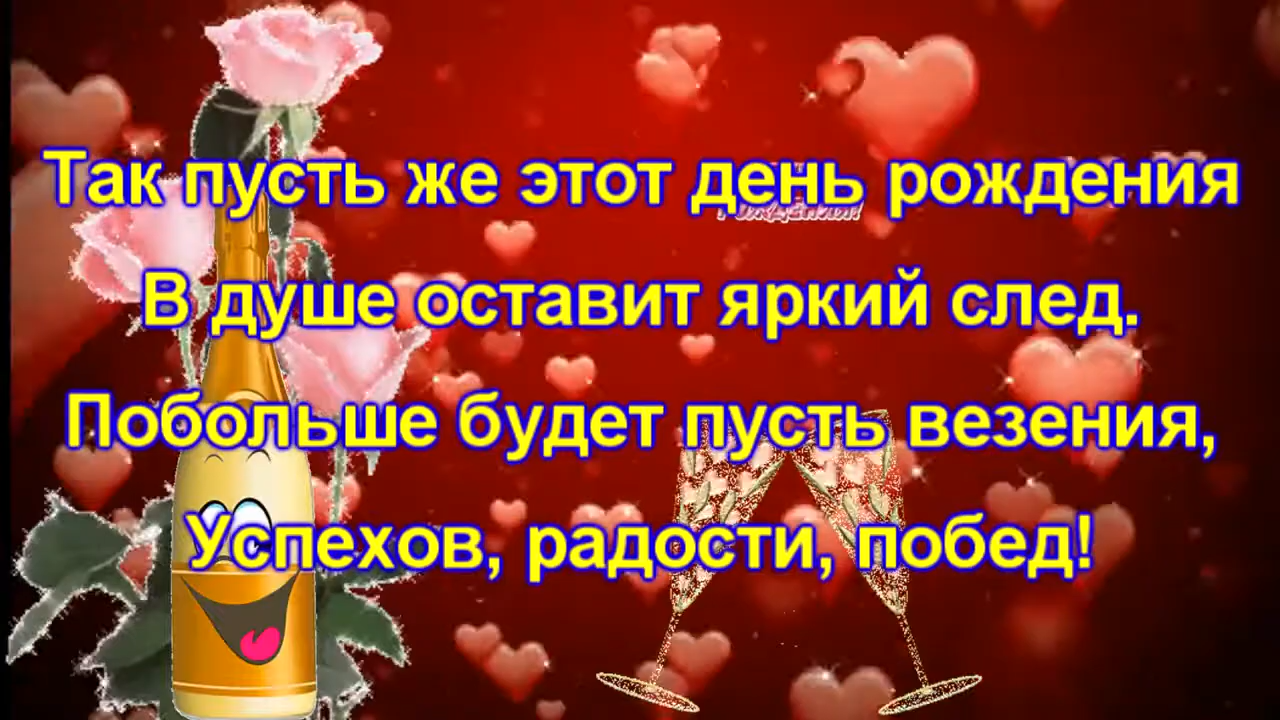 Так пусть же этот день рождения
В душе оставит яркий след.
Побольше будет пусть везения,
Успехов, радости, побед!